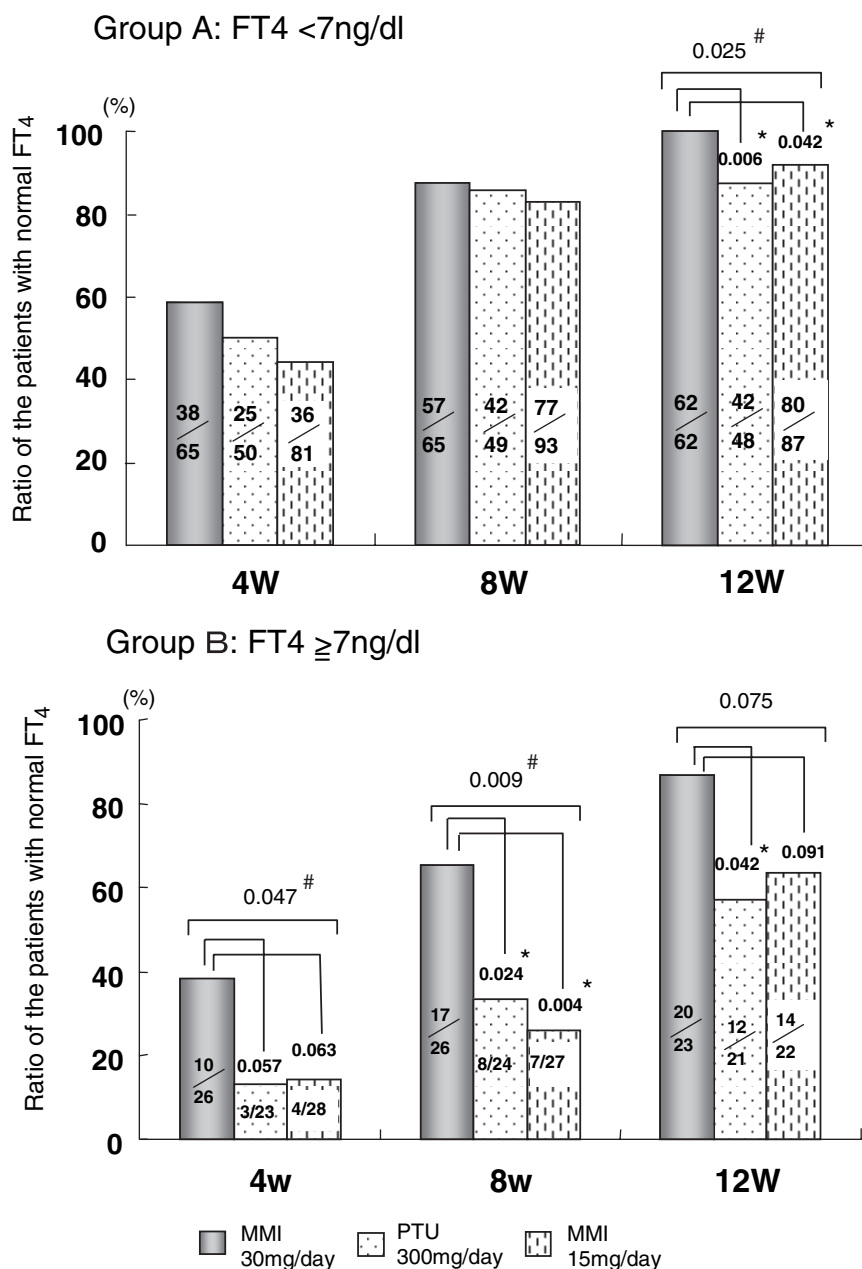 Group A: FT4 <7ng/dl
0.025 #
(%)
Ratio of the patients with normal FT4
100
80
60
40
20
0
0.006 *
0.042 *
38/65
25/50
36/81
57/65
42/49
77/93
62/62
42/48
80/87
4W
8W
12W
Group B: FT4 ≧7ng/dl
(%)
Ratio of the patients with normal FT4
100
80
60
40
20
0
0.047 #
0.009 #
0.075
0.057
0.063
0.024 *
0.004 *
0.042 *
0.091
10/26
3/23
4/28
17/26
8/24
7/27
20/23
12/21
14/22
4w
8w
12W
MMI
30mg/day
PTU
300mg/day
MMI
15mg/day